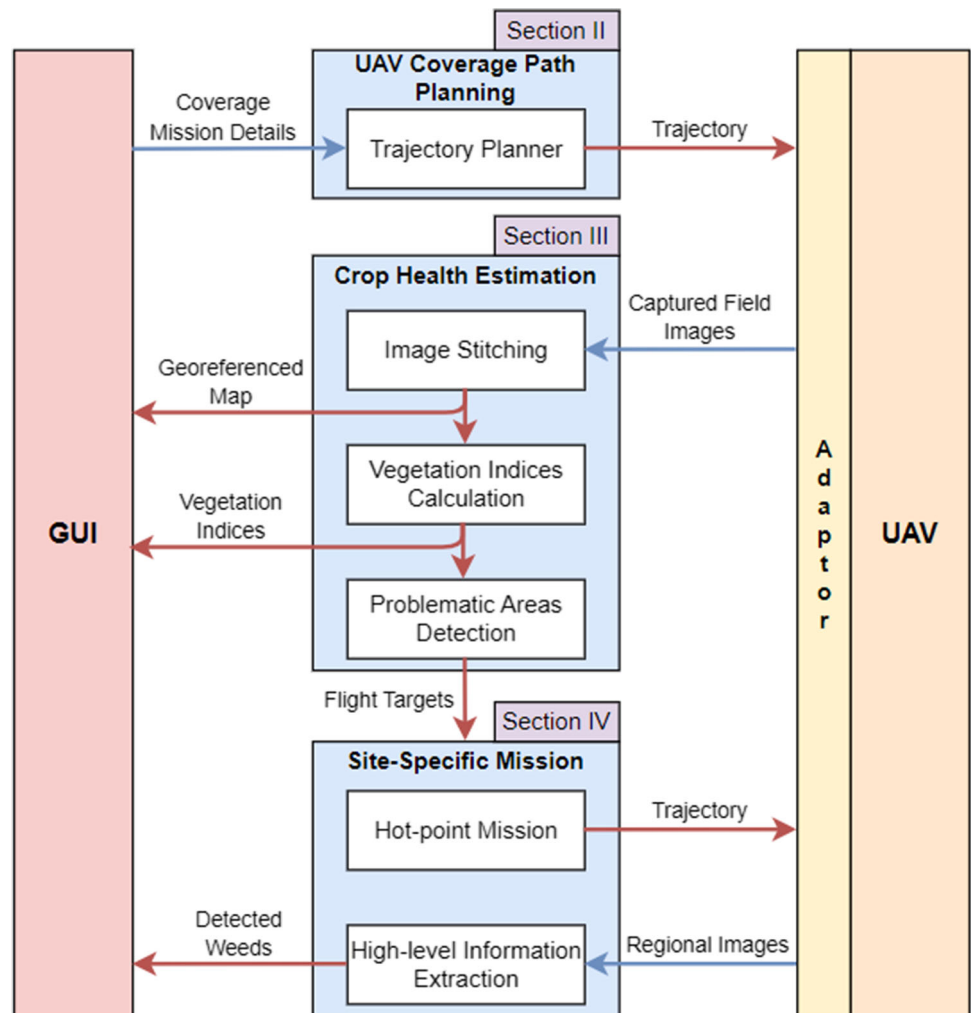 Section II
UAV Coverage Path
Planning
Coverage
Mission Details
Trajectory Planner
Trajectory
Section III
Crop Health Estimation
Captured Field
Images
Image Stitching
Georeferenced
Map
Vegetation Indices
Calculation
Vegetation
Indices
GUI
Adaptor
UAV
Problematic Areas
Detection
Flight Targets
Section IV
Site-Specific Mission
Hot-point Mission
Trajectory
Detected
Weeds
High-level Information
Extraction
Regional Images